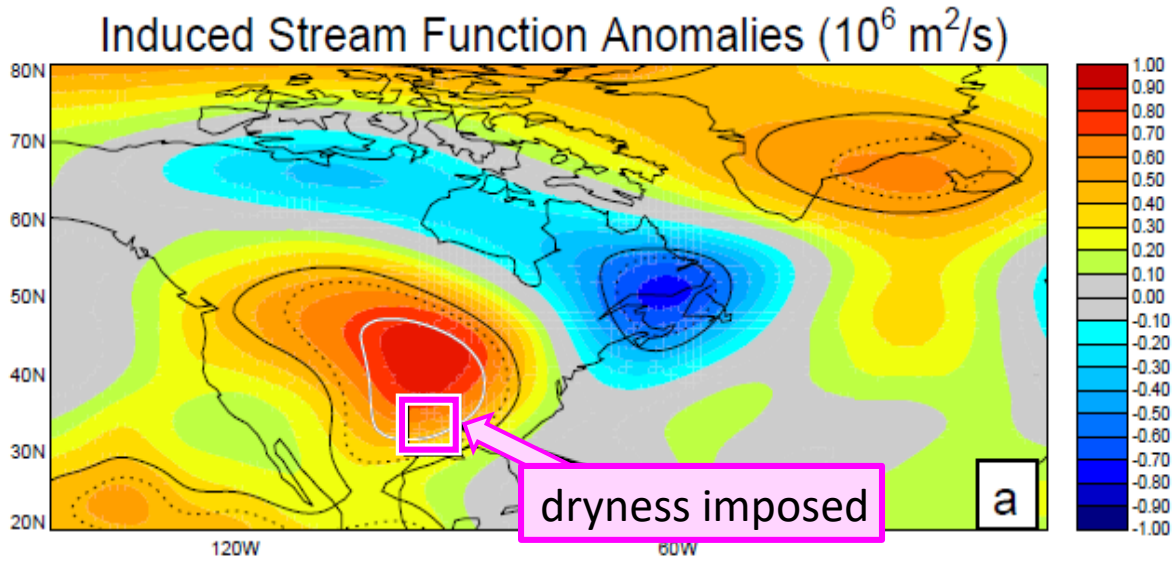 Induced Stream Function Anomalies (10⁶ m²/s)
80N
70N
60N
50N
40N
30N
20N
120W
60W
dryness imposed
a
1.00
0.90
0.80
0.70
0.60
0.50
0.40
0.30
0.20
0.10
0.00
-0.10
-0.20
-0.30
-0.40
-0.50
-0.60
-0.70
-0.80
-0.90
-1.00